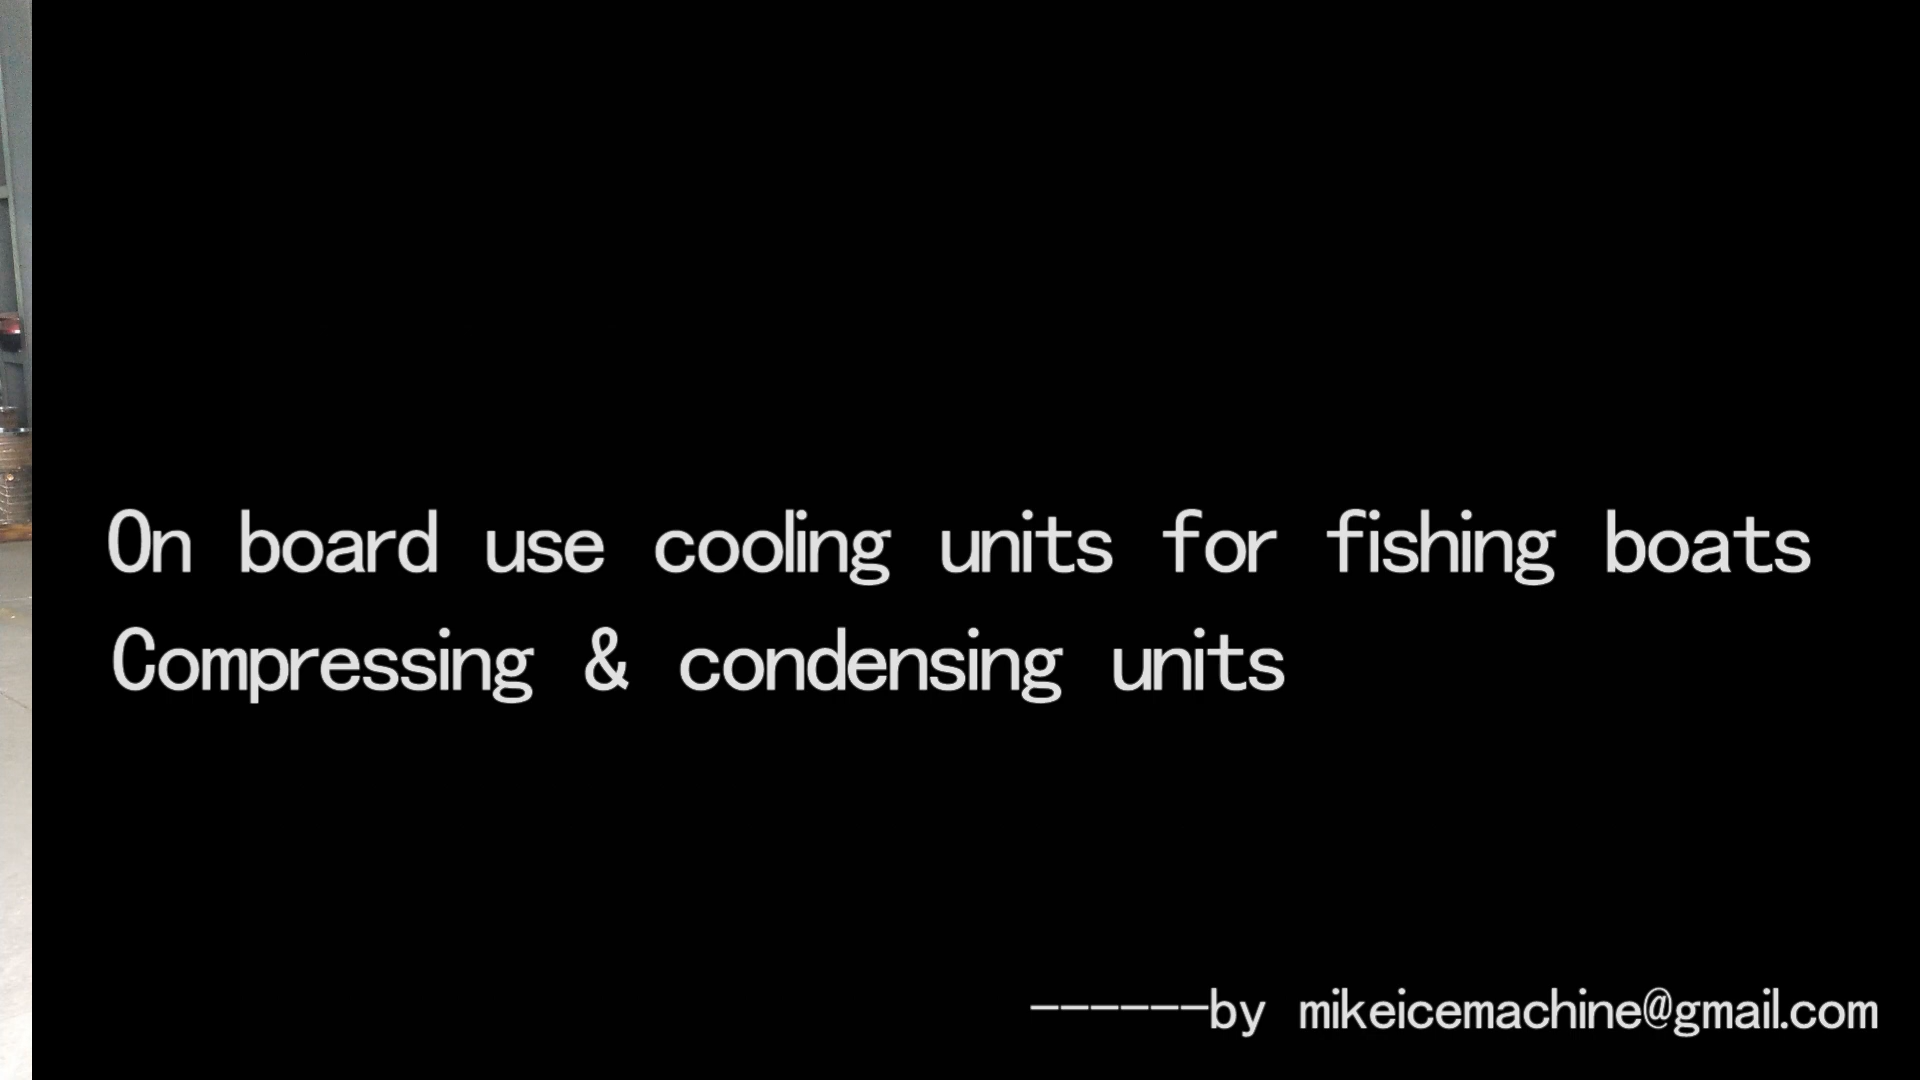 On board use cooling units for fishing boats
Compressing & condensing units
------by mikeicemachine@gmail.com